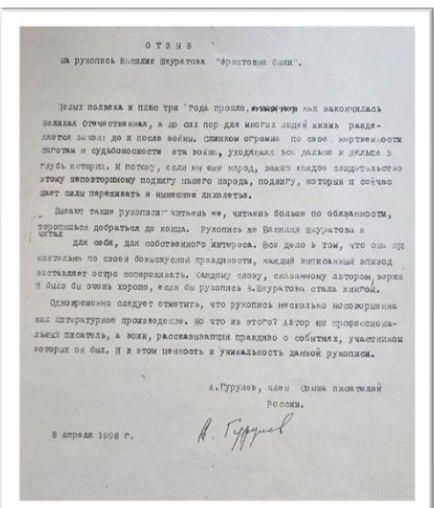 О Т З Ы В
на рукопись Василия Шкуратова "Фронтовые были".
Целых полвека и плюс три года прошло, как закончилась
Великая Отечественная, а до сих пор для многих людей жизнь разде-
ляется вехой: до и после войны. Слишком огромна по своей жертвенности
тяготам и судьбоносности эта война, уходящая все дальше и дальше в
глубь истории. И потому, если мы еще народ, важно каждое свидетельство
этому неповторимому подвигу нашего народа, подвигу, который и сейчас
дает силы переживать и нынешнее лихолетье.
Бывают такие рукописи: читаешь ее, читаешь больше по обязанности,
торопишься добраться до конца. Рукопись же Василия Шкуратова я
читал
для себя, для собственного интереса. Все дело в том, что она
по своей безыскусной правдивости, каждый выписанный эпизод
заставляет остро сопереживать. Каждому слову, сказанному автором, веришь
И было бы очень хорошо, если бы рукопись В.Шкуратова стала книгой.
Одновременно следует отметить, что рукопись несколько несовершенна
как литературное произведение. Но что из этого? Автор не профессиона-
льный писатель, а воин, рассказывающий правдиво о событиях, участником
которых он был. И в этом ценность и уникальность данной рукописи.
А.Гурулев, член Союза писателей
России.
8 апреля 1998 г.
А. Гурулев